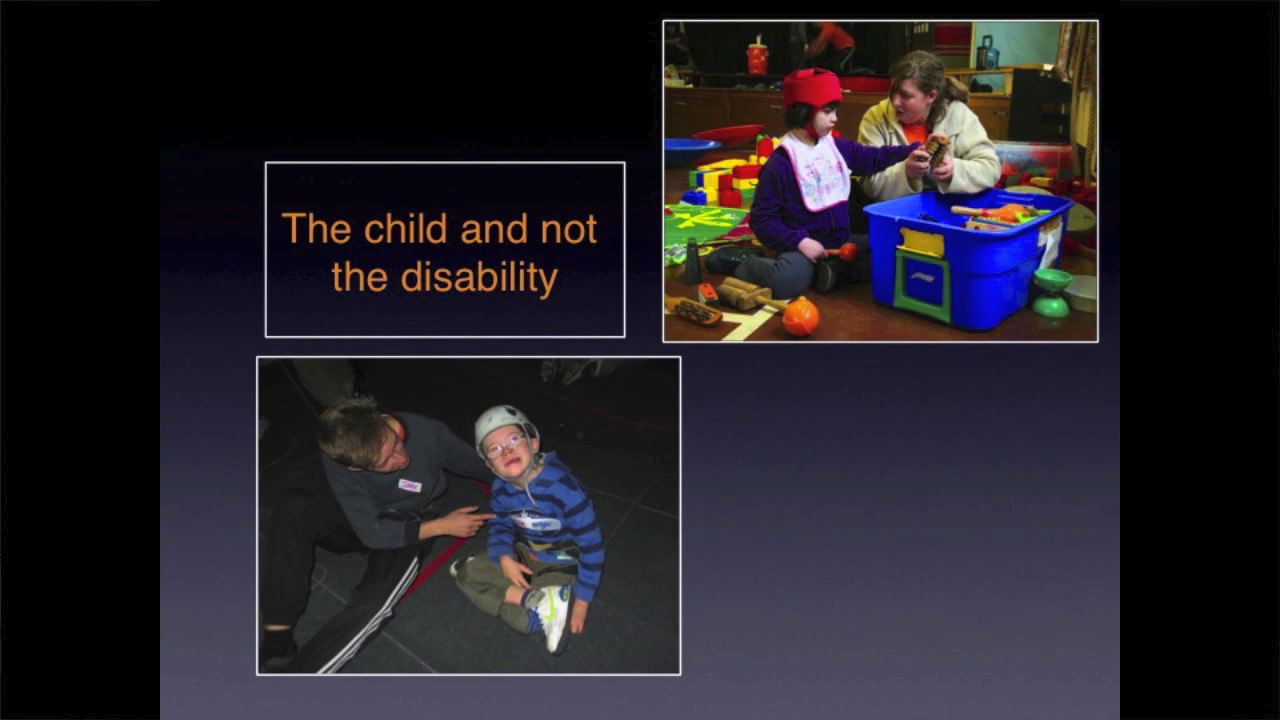 The child and not
the disability